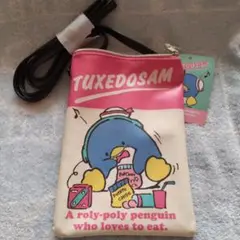 TUXEDOSAM
A roly-poly penguin
who loves to eat.